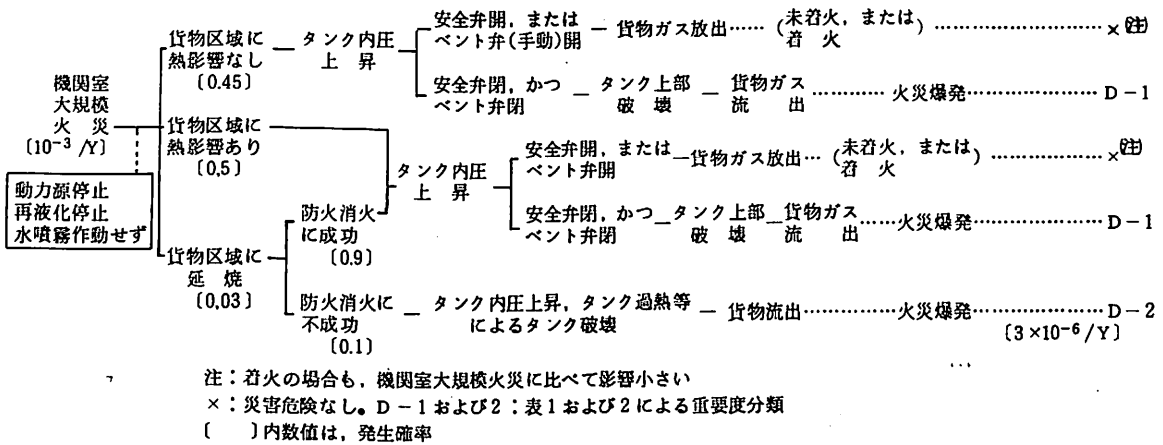 貨物区域に
熱影響なし
〔0.45〕
タンク内圧
上昇
安全弁開，または
ベント弁(手動)開
貨物ガス放出……(未着火，または
着火) ……………×(注)
安全弁閉，かつ
ベント弁閉
タンク上部
破壊
貨物ガス
流出 ………… 火災爆発…………………D－1
機関室
大規模
火災
〔10⁻³ /Y〕
動力源停止
再液化停止
水噴霧作動せず
貨物区域に
熱影響あり
〔0,5〕
タンク内圧
上昇
安全弁開，または
ベント弁開
貨物ガス放出…(未着火，または
着火) ……………×(注)
安全弁閉，かつ
ベント弁閉
タンク上部
破壊
貨物ガス
流出 ……火災爆発…………………D－1
貨物区域に
延焼
〔0,03〕
防火消火
に成功
〔0.9〕
防火消火に
不成功
〔0.1〕
タンク内圧上昇，タンク過熱等
によるタンク破壊
貨物流出…………火災爆発…………………D－2
〔3×10⁻⁶/Y〕
注：着火の場合も，機関室大規模火災に比べて影響小さい
×：災害危険なし。D－1および2：表1および2による重要度分類
〔　〕内数値は，発生確率